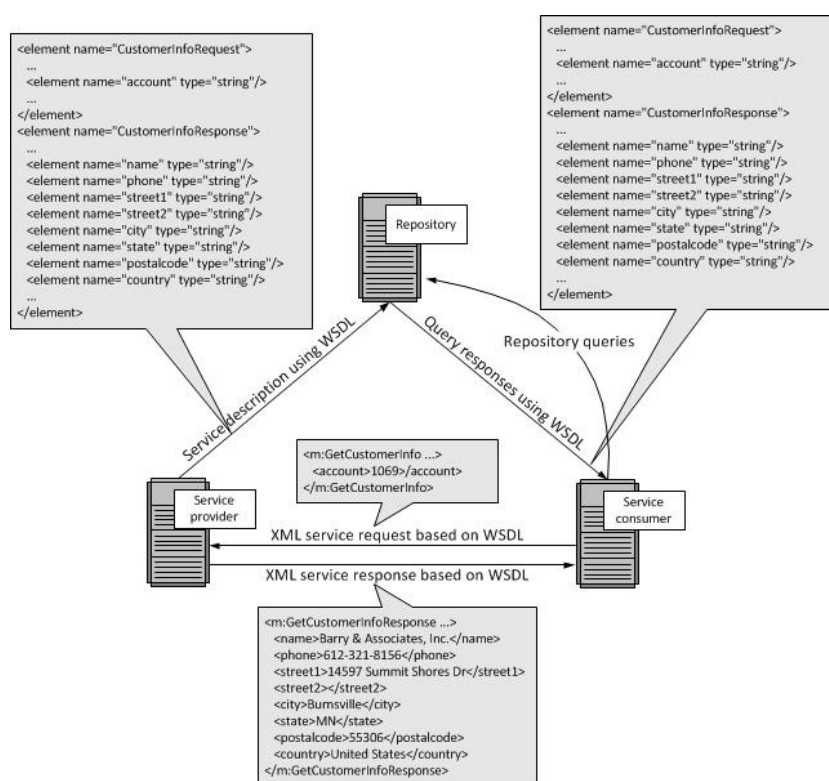 <element name="CustomerInfoRequest">
...
<element name="account" type="string"/>
...
</element>
<element name="CustomerInfoResponse">
...
<element name="name" type="string"/>
<element name="phone" type="string"/>
<element name="street1" type="string"/>
<element name="street2" type="string"/>
<element name="city" type="string"/>
<element name="state" type="string"/>
<element name="postalcode" type="string"/>
<element name="country" type="string"/>
...
</element>
<element name="CustomerInfoRequest">
...
<element name="account" type="string"/>
...
</element>
<element name="CustomerInfoResponse">
...
<element name="name" type="string"/>
<element name="phone" type="string"/>
<element name="street1" type="string"/>
<element name="street2" type="string"/>
<element name="city" type="string"/>
<element name="state" type="string"/>
<element name="postalcode" type="string"/>
<element name="country" type="string"/>
...
</element>
Repository
Service description using WSDL
Query responses using WSDL
Repository queries
<m:GetCustomerInfo ...>
<account>1069>/account>
</m:GetCustomerInfo>
Service
provider
Service
consumer
XML service request based on WSDL
XML service response based on WSDL
<m:GetCustomerInfoResponse ...>
<name>Barry & Associates, Inc.</name>
<phone>612-321-8156</phone>
<street1>14597 Summit Shores Dr</street1>
<street2></street2>
<city>Burnsville</city>
<state>MN</state>
<postalcode>55306</postalcode>
<country>United States</country>
</m:GetCustomerInfoResponse>